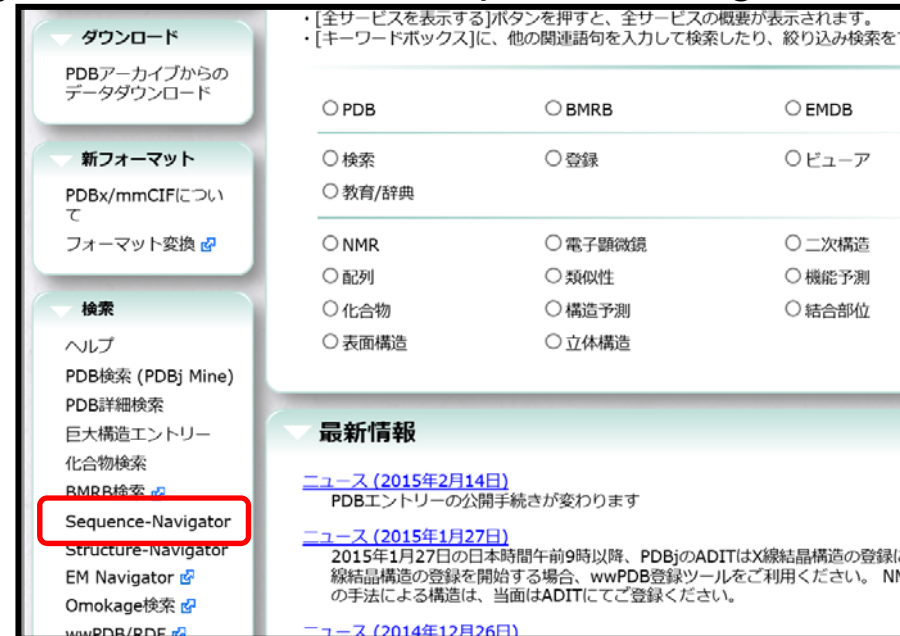 ダウンロード
PDBアーカイブからの
データダウンロード
新フォーマット
PDBx/mmCIFについ
て
フォーマット変換
検索
ヘルプ
PDB検索 (PDBj Mine)
PDB詳細検索
巨大構造エントリー
化合物検索
BMRB検索
Sequence-Navigator
Structure-Navigator
EM Navigator
Omokage検索
wwPDB/RDF
・[全サービスを表示する]ボタンを押すと、全サービスの概要が表示されます。
・[キーワードボックス]に、他の関連語句を入力して検索したり、絞り込み検索を
PDB BMRB EMDB
検索 登録 ビューア
教育/辞典
NMR 電子顕微鏡 二次構造
配列 類似性 機能予測
化合物 構造予測 結合部位
表面構造 立体構造
最新情報
ニュース (2015年2月14日)
PDBエントリーの公開手続きが変わります
ニュース (2015年1月27日)
2015年1月27日の日本時間午前9時以降、PDBjのADITはX線結晶構造の登録
線結晶構造の登録を開始する場合、wwPDB登録ツールをご利用ください。 NM
の手法による構造は、当面はADITにてご登録ください。
ニュース (2014年12月26日)